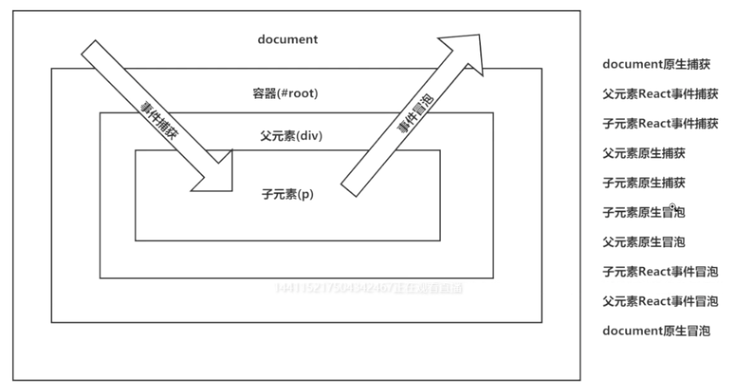 document
容器(#root)
父元素(div)
子元素(p)
事件捕获
事件冒泡
document原生捕获
父元素React事件捕获
子元素React事件捕获
父元素原生捕获
子元素原生捕获
子元素原生冒泡
父元素原生冒泡
子元素React事件冒泡
父元素React事件冒泡
document原生冒泡
正在观看直播